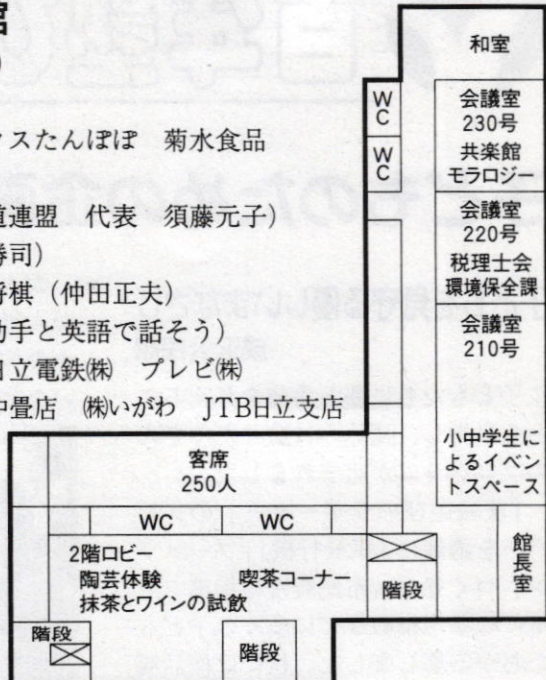 館
)
クスたんぽぽ　菊水食品
道連盟　代表　須藤元子)
勝司)
将棋（仲田正夫)
助手と英語で話そう)
日立電鉄㈱　プレビ㈱
中畳店　㈱いがわ　JTB日立支店
和室
WC
WC
会議室
230号
共楽館
モラロジー
会議室
220号
税理士会
環境保全課
会議室
210号
小中学生に
よるイベン
トスペース
館長室
客席
250人
WC
WC
2階ロビー
陶芸体験
抹茶とワインの試飲
喫茶コーナー
階段
階段
階段